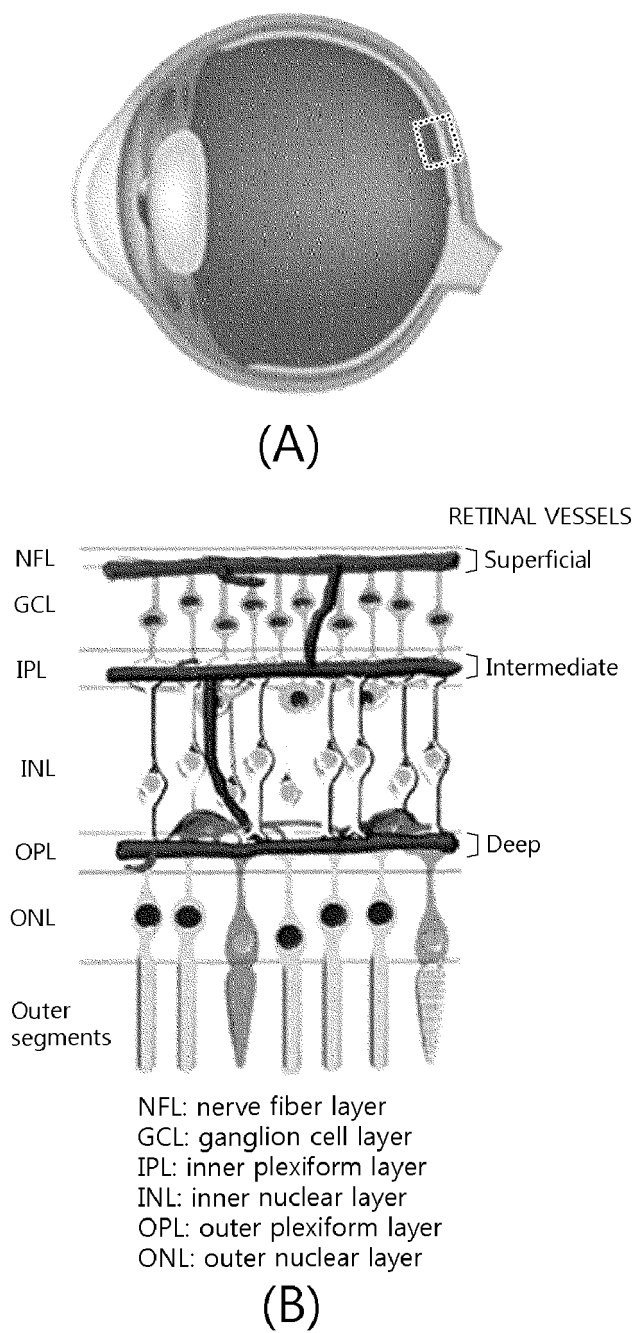 (A)
RETINAL VESSELS
NFL
Superficial
GCL
IPL
Intermediate
INL
OPL
Deep
ONL
Outer
segments
NFL: nerve fiber layer
GCL: ganglion cell layer
IPL: inner plexiform layer
INL: inner nuclear layer
OPL: outer plexiform layer
ONL: outer nuclear layer
(B)